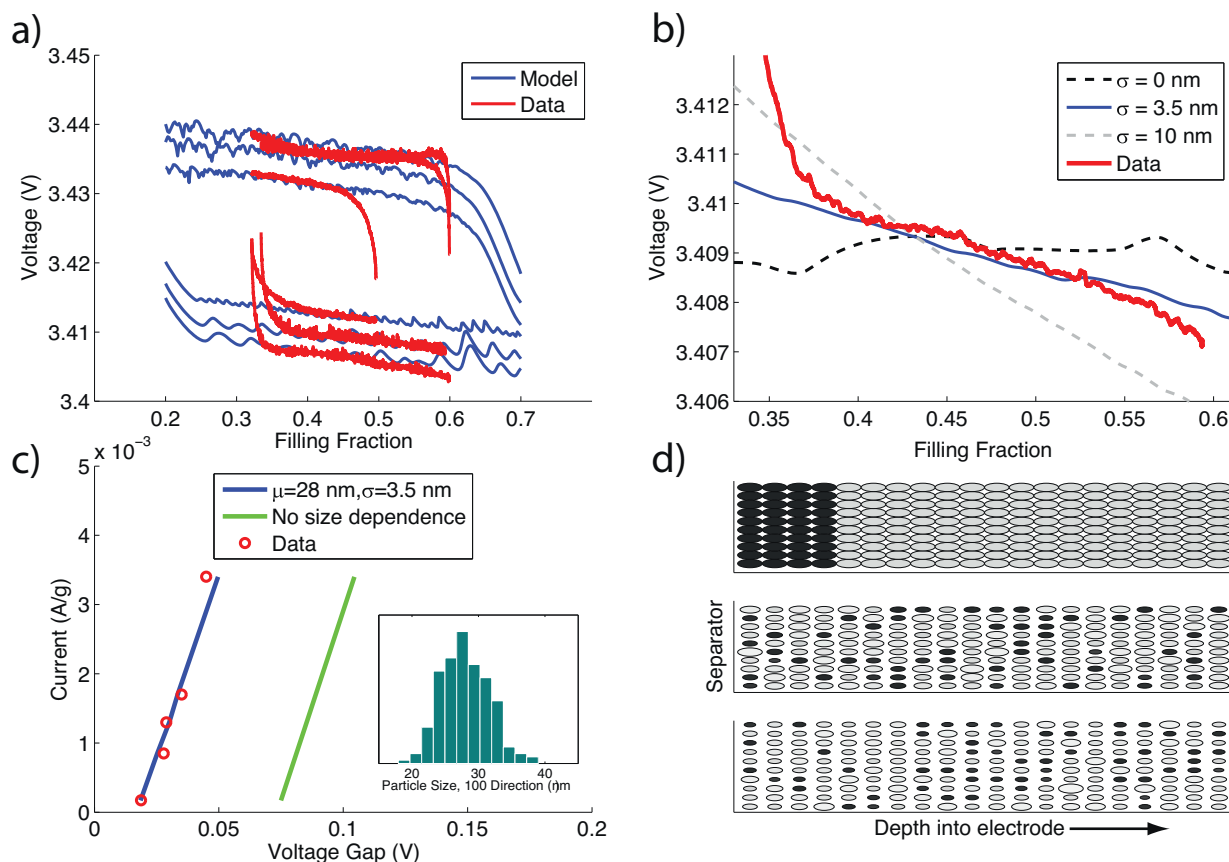 a)
3.45
3.44
3.43
3.42
3.41
3.4
Voltage (V)
Model
Data
0.2 0.3 0.4 0.5 0.6 0.7
Filling Fraction
b)
3.412
3.411
3.41
3.409
3.408
3.407
3.406
Voltage (V)
σ = 0 nm
σ = 3.5 nm
σ = 10 nm
Data
0.35 0.4 0.45 0.5 0.55 0.6
Filling Fraction
c)
x 10⁻³
5
4
3
2
1
0
Current (A/g)
μ=28 nm,σ=3.5 nm
No size dependence
Data
20 30 40
Particle Size, 100 Direction (nm)
0 0.05 0.1 0.15 0.2
Voltage Gap (V)
d)
Separator
Depth into electrode